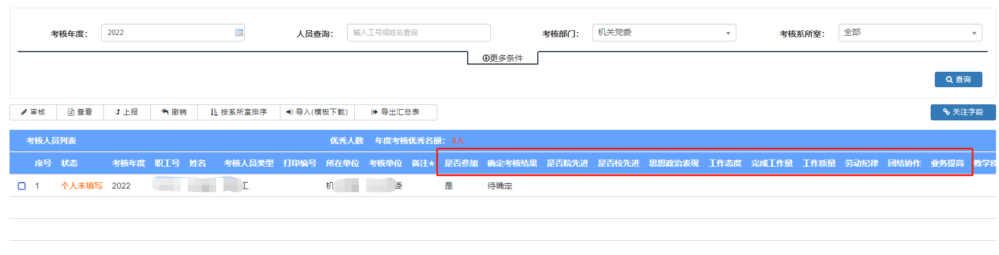 考核年度： 2022 人员查询： 输入工号或姓名查询 考核部门： 机关党委 考核系所室： 全部
更多条件
查询
审核 查看 上报 撤销 按系所室排序 导入(模板下载) 导出汇总表 关注字段
考核人员列表 优秀人数 年度考核优秀名额： 0人
序号 状态 考核年度 职工号 姓名 考核人员类型 打印编号 所在单位 考核单位 备注★ 是否参加 确定考核结果 是否院先进 是否校先进 思想政治表现 工作态度 完成工作量 工作质量 劳动纪律 团结协作 业务提高 教学质
1 个人未填写 2022 工 机 委 是 待确定